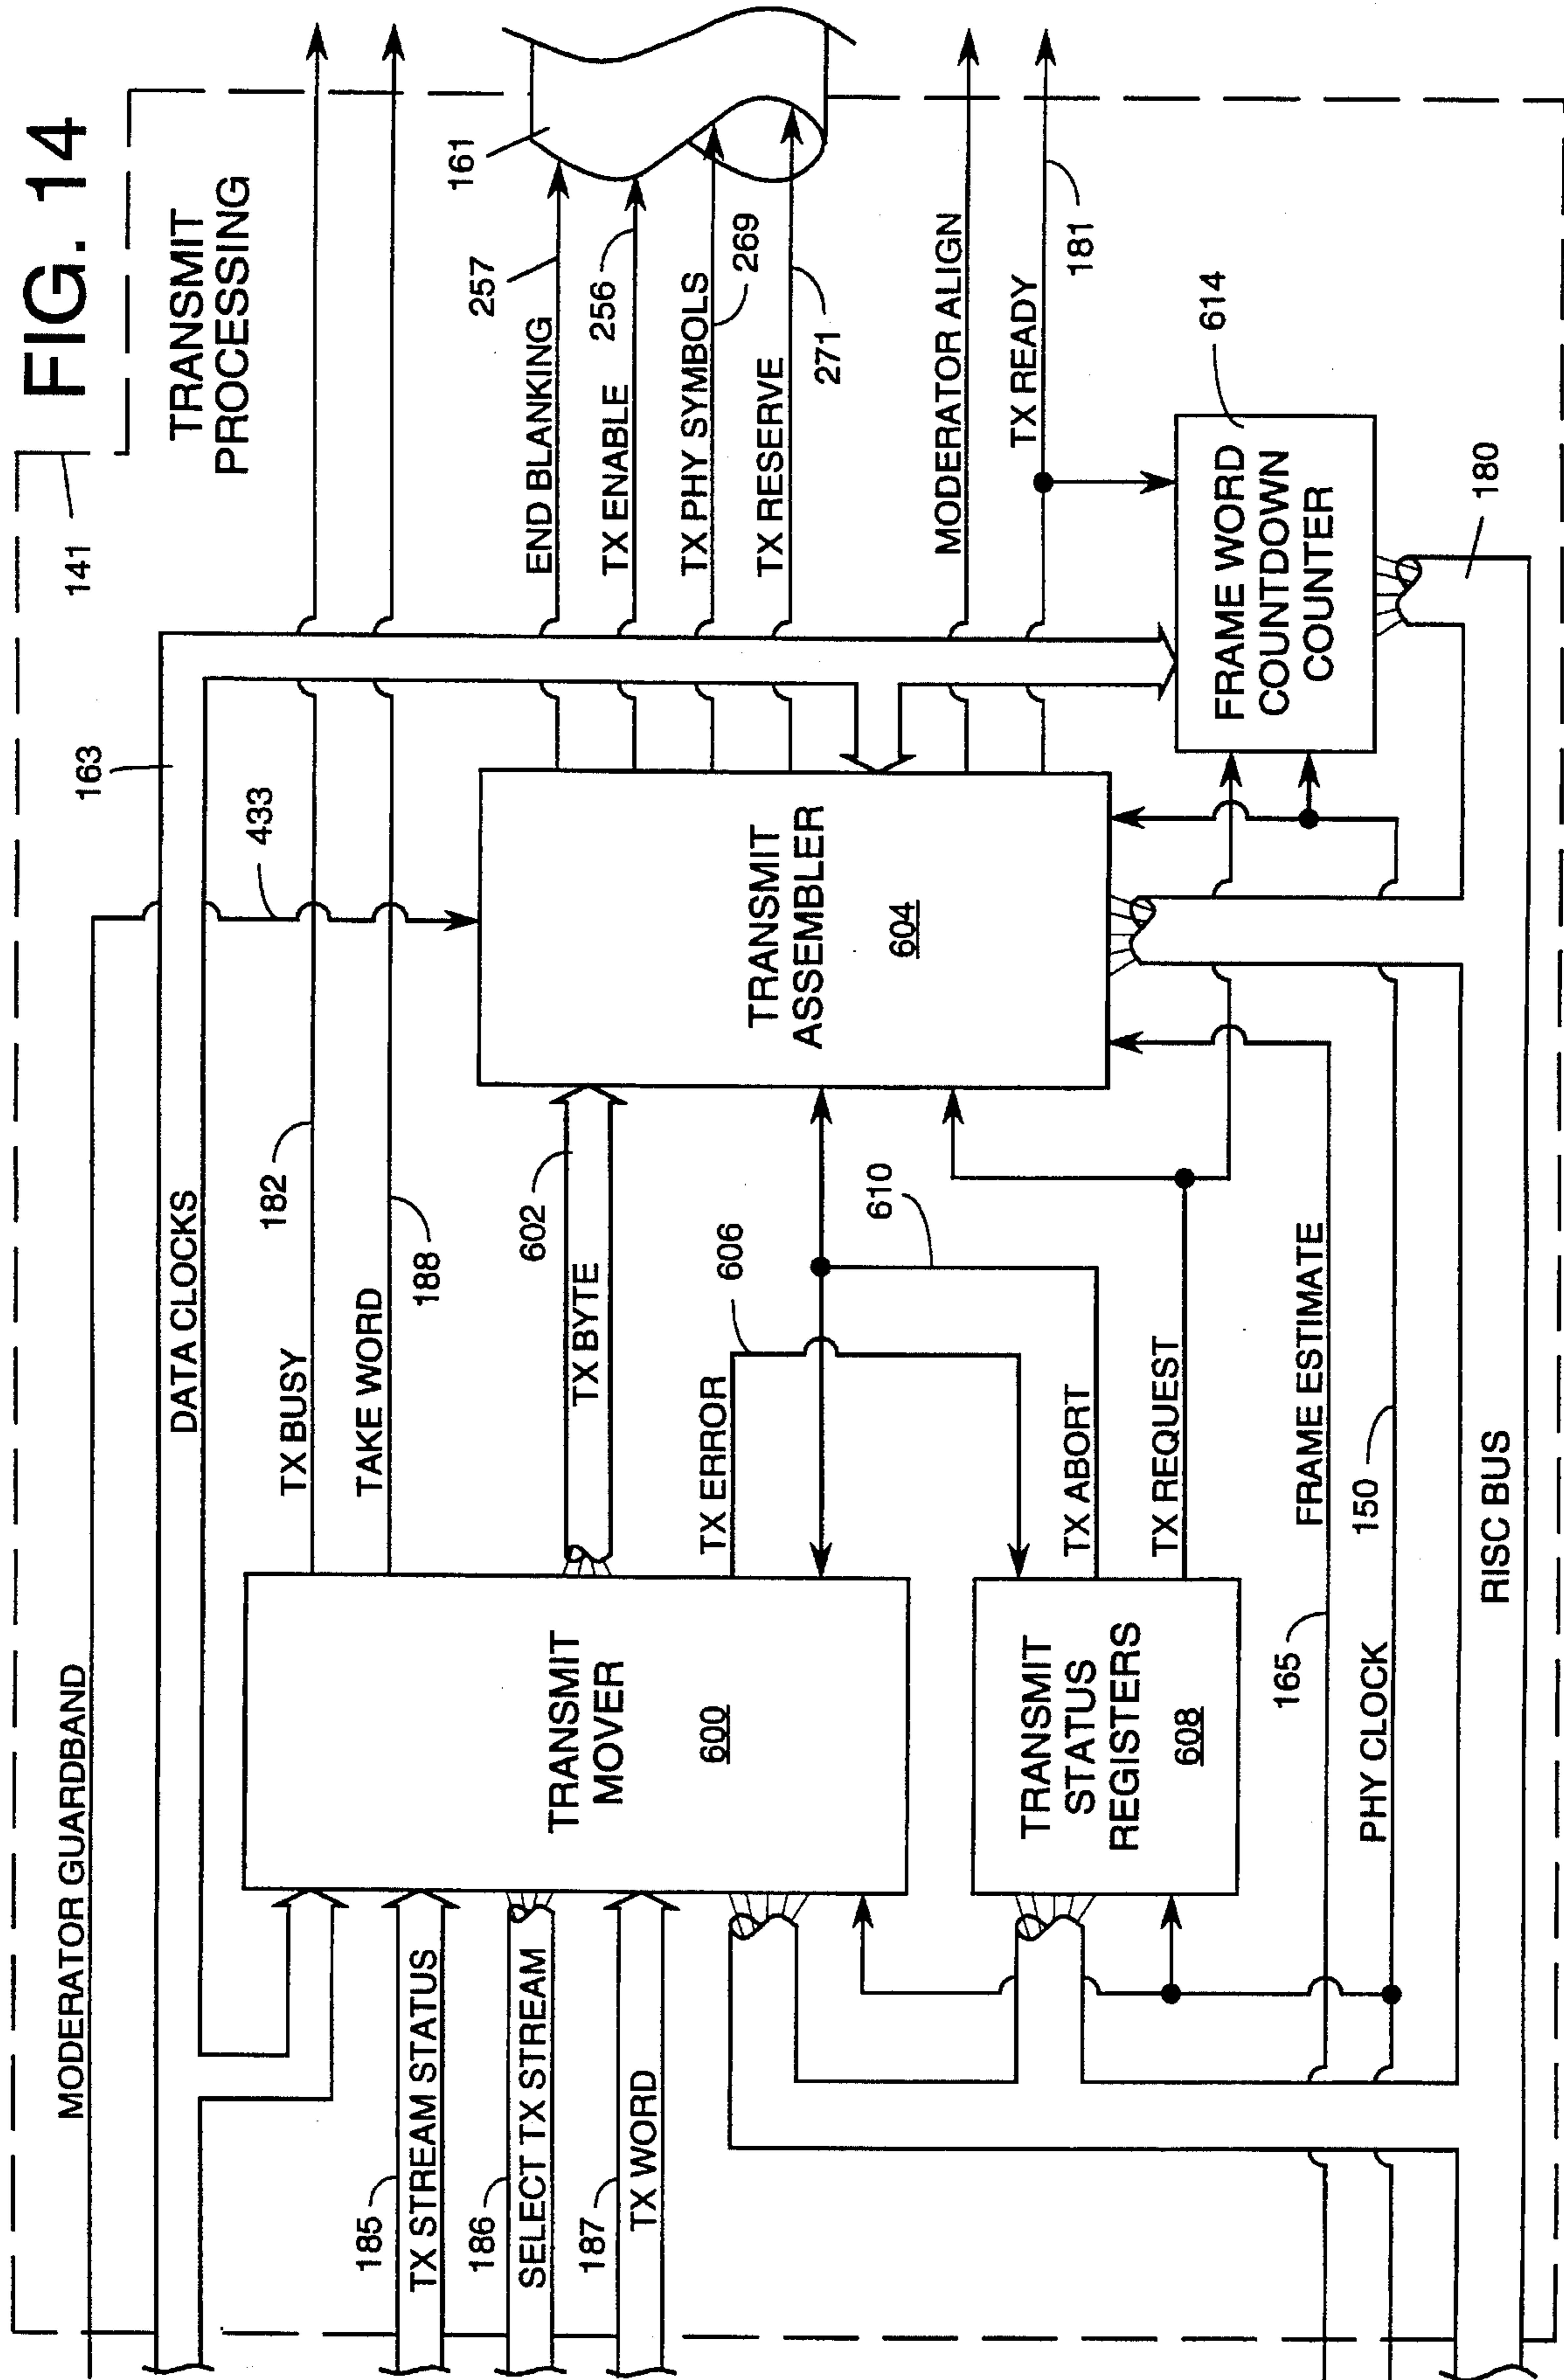 FIG. 14
141
TRANSMIT
PROCESSING
MODERATOR GUARDBAND
163
433
DATA CLOCKS
TX BUSY
182
TAKE WORD
188
161
257
END BLANKING
256
TX ENABLE
TX PHY SYMBOLS
269
TX RESERVE
271
MODERATOR ALIGN
TX READY
181
185
TX STREAM STATUS
186
SELECT TX STREAM
187
TX WORD
TRANSMIT
MOVER
600
602
TX BYTE
TX ERROR
606
610
TRANSMIT
ASSEMBLER
604
FRAME WORD
COUNTDOWN
COUNTER
614
TRANSMIT
STATUS
REGISTERS
608
TX ABORT
TX REQUEST
165
FRAME ESTIMATE
PHY CLOCK
150
RISC BUS
180